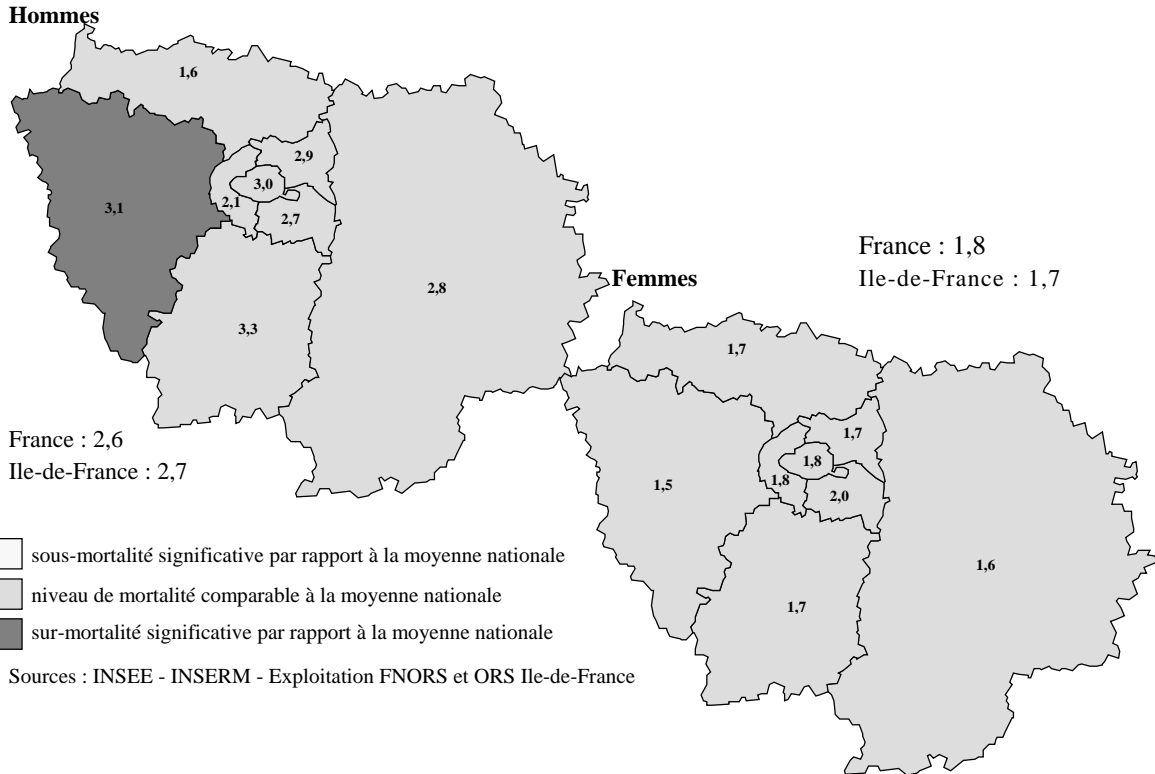 Hommes
1,6
2,9
3,0
3,1
2,1
2,7
2,8
3,3
France : 2,6
Ile-de-France : 2,7
France : 1,8
Ile-de-France : 1,7
Femmes
1,7
1,7
1,8
1,5
1,8
2,0
1,6
1,7
sous-mortalité significative par rapport à la moyenne nationale
niveau de mortalité comparable à la moyenne nationale
sur-mortalité significative par rapport à la moyenne nationale
Sources : INSEE - INSERM - Exploitation FNORS et ORS Ile-de-France